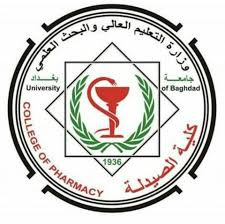 وزارة التعليم العالي والبحث العلمي
جامعة
بغداد
University
of Baghdad
1936
كلية الصيدلة
COLLEGE OF PHARMACY